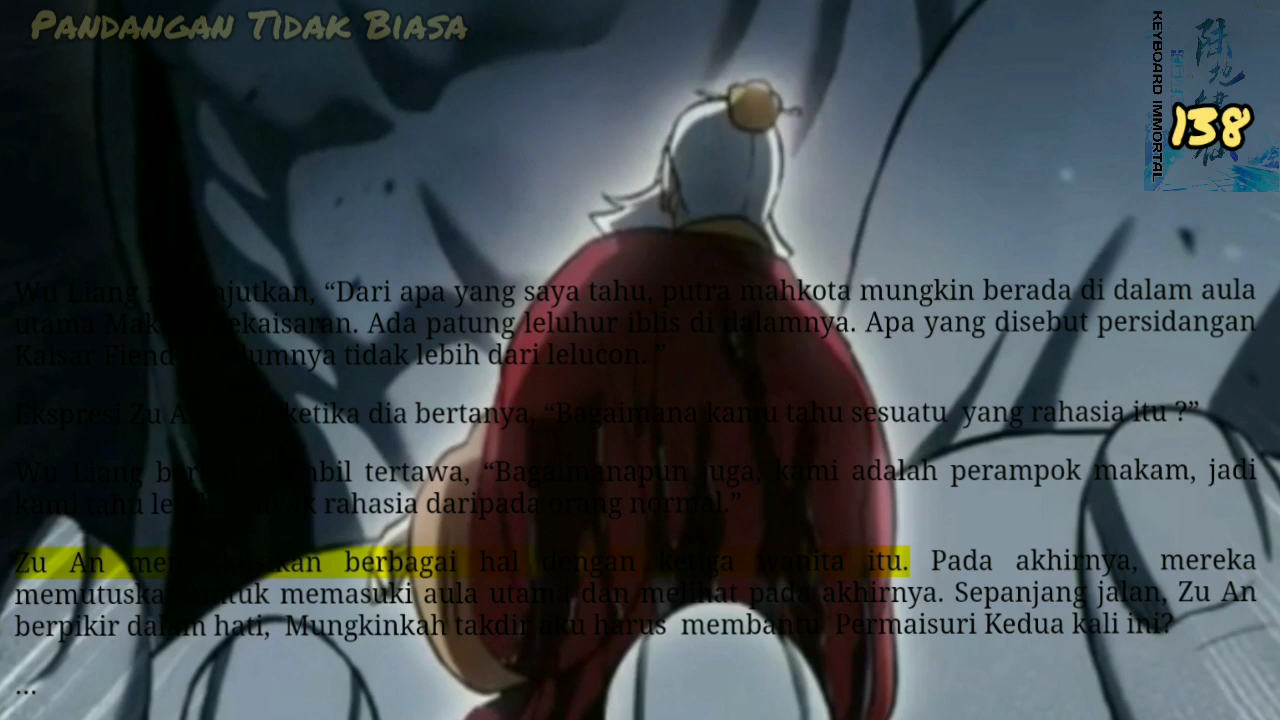 Pandangan Tidak Biasa
KEYBOARD IMMORTAL
138
Wu Liang melanjutkan, “Dari apa yang saya tahu, putra mahkota mungkin berada di dalam aula
utama Makam Kekaisaran. Ada patung leluhur iblis di dalamnya. Apa yang disebut persidangan
Kaisar Fiend sebelumnya tidak lebih dari lelucon. ”
Ekspresi Zu An ketika dia bertanya, “Bagaimana kamu tahu sesuatu yang rahasia itu ?”
Wu Liang berkata sambil tertawa, “Bagaimanapun juga, kami adalah perampok makam, jadi
kami tahu lebih banyak rahasia daripada orang normal.”
Zu An mendiskusikan berbagai hal dengan ketiga wanita itu. Pada akhirnya, mereka
memutuskan untuk memasuki aula utama dan melihat pada akhirnya. Sepanjang jalan, Zu An
berpikir dalam hati, Mungkinkah takdir aku harus membantu Permaisuri Kedua kali ini?
...